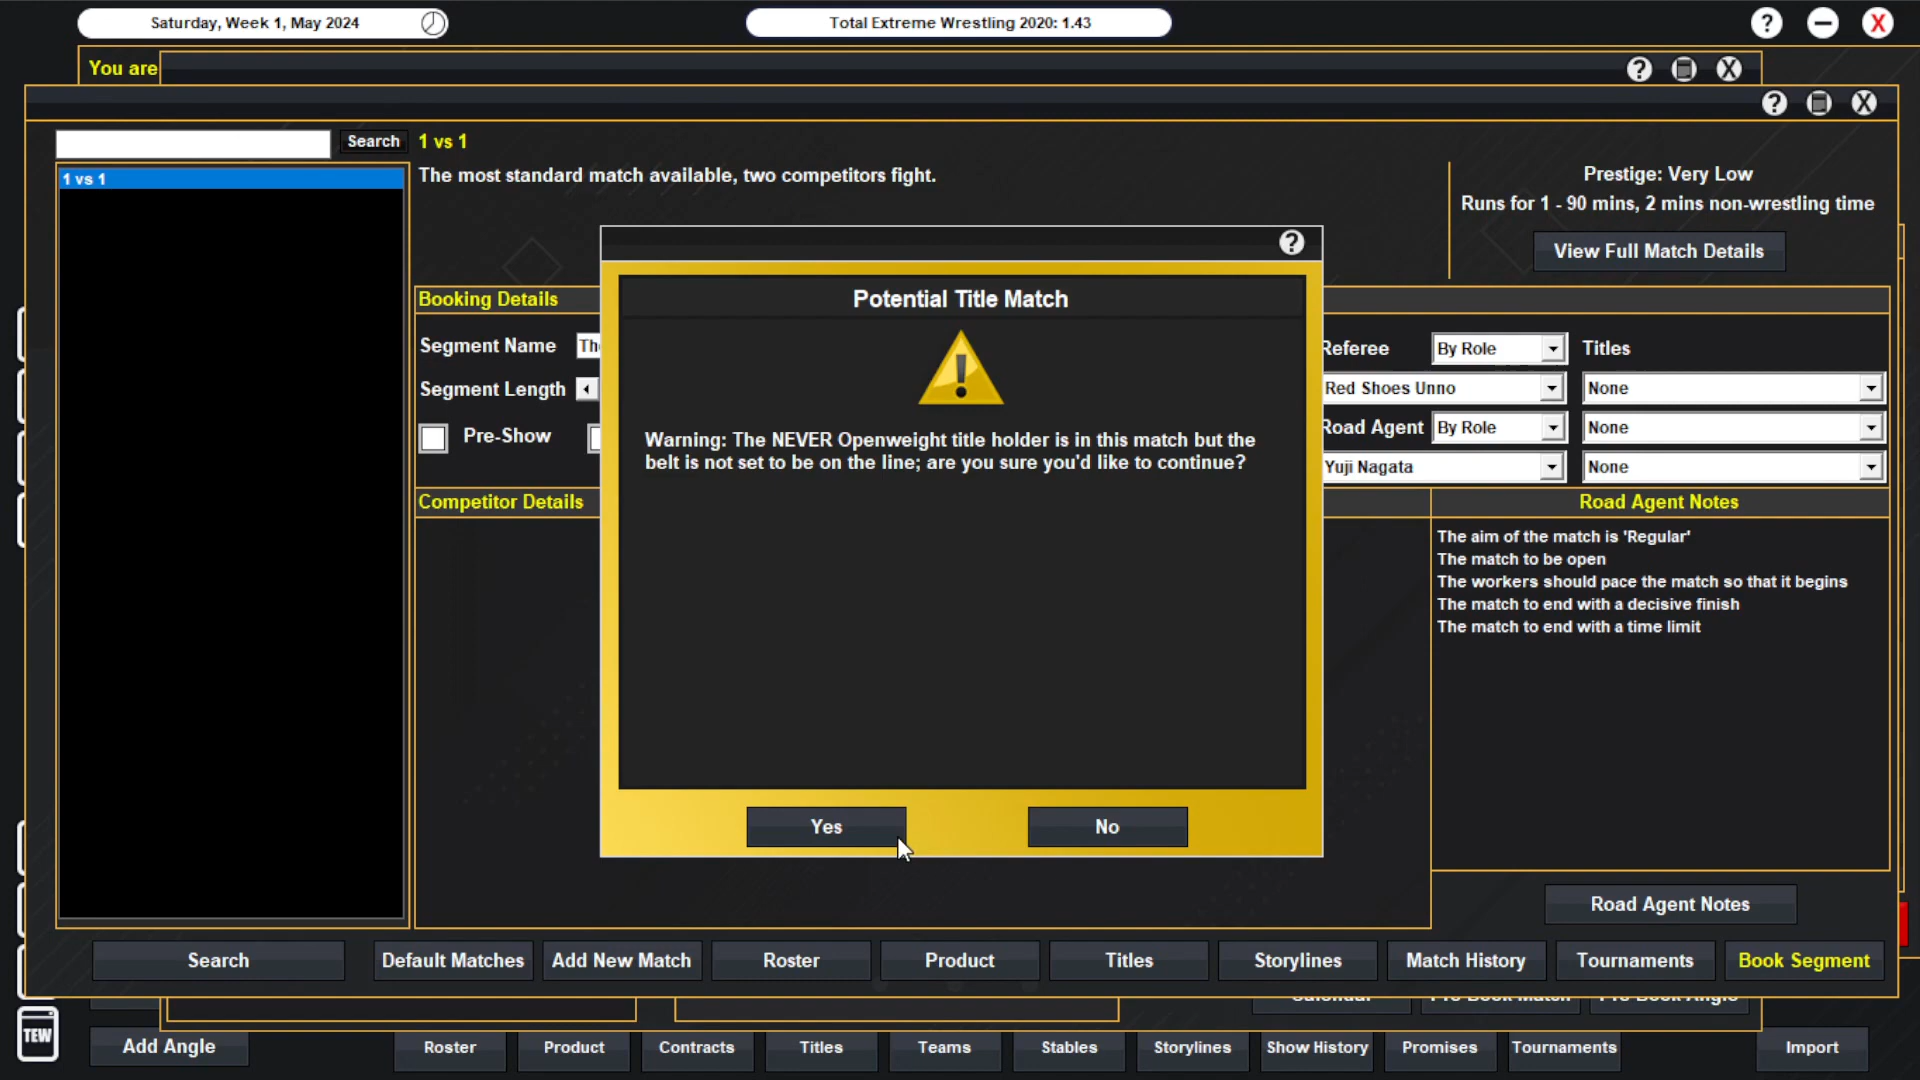 Saturday, Week 1, May 2024
Total Extreme Wrestling 2020: 1.43
? X
You are
? X
? X
Search
1 vs 1
1 vs 1
The most standard match available, two competitors fight.
Prestige: Very Low
Runs for 1 - 90 mins, 2 mins non-wrestling time
View Full Match Details
?
Potential Title Match
Warning: The NEVER Openweight title holder is in this match but the
belt is not set to be on the line; are you sure you'd like to continue?
Yes
No
Booking Details
Segment Name
Segment Length
Pre-Show
Referee
By Role
Titles
Red Shoes Unno
None
Road Agent
By Role
None
Yuji Nagata
None
Competitor Details
Road Agent Notes
The aim of the match is 'Regular'
The match to be open
The workers should pace the match so that it begins
The match to end with a decisive finish
The match to end with a time limit
Road Agent Notes
Search
Default Matches
Add New Match
Roster
Product
Titles
Storylines
Match History
Tournaments
Book Segment
TEW
Add Angle
Roster
Product
Contracts
Titles
Teams
Stables
Storylines
Show History
Promises
Tournaments
Import